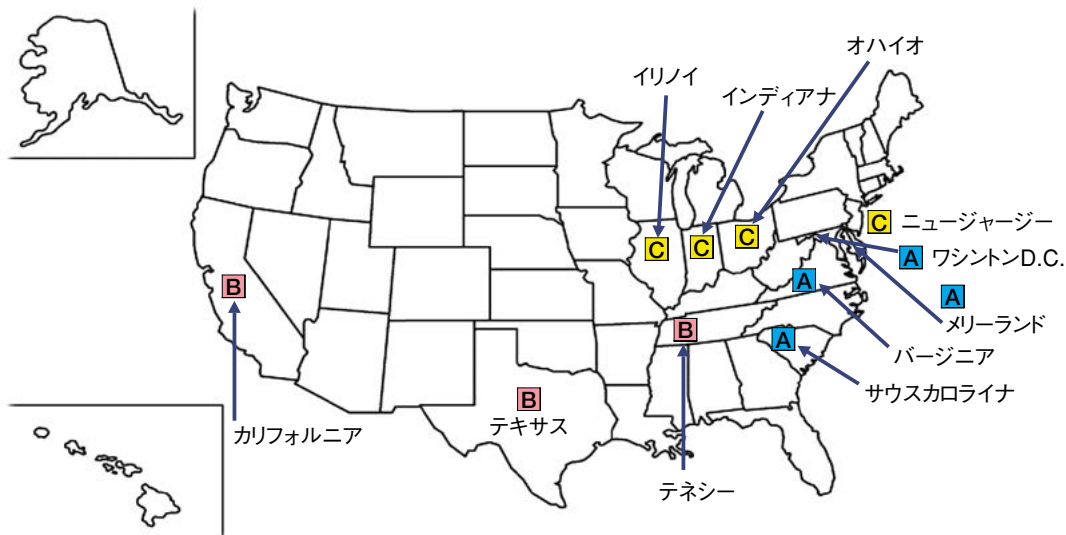 オハイオ
イリノイ
インディアナ
C
C
C
C ニュージャージー
A ワシントンD.C.
B
A
A
メリーランド
B
A
バージニア
サウスカロライナ
B
テキサス
カリフォルニア
テネシー